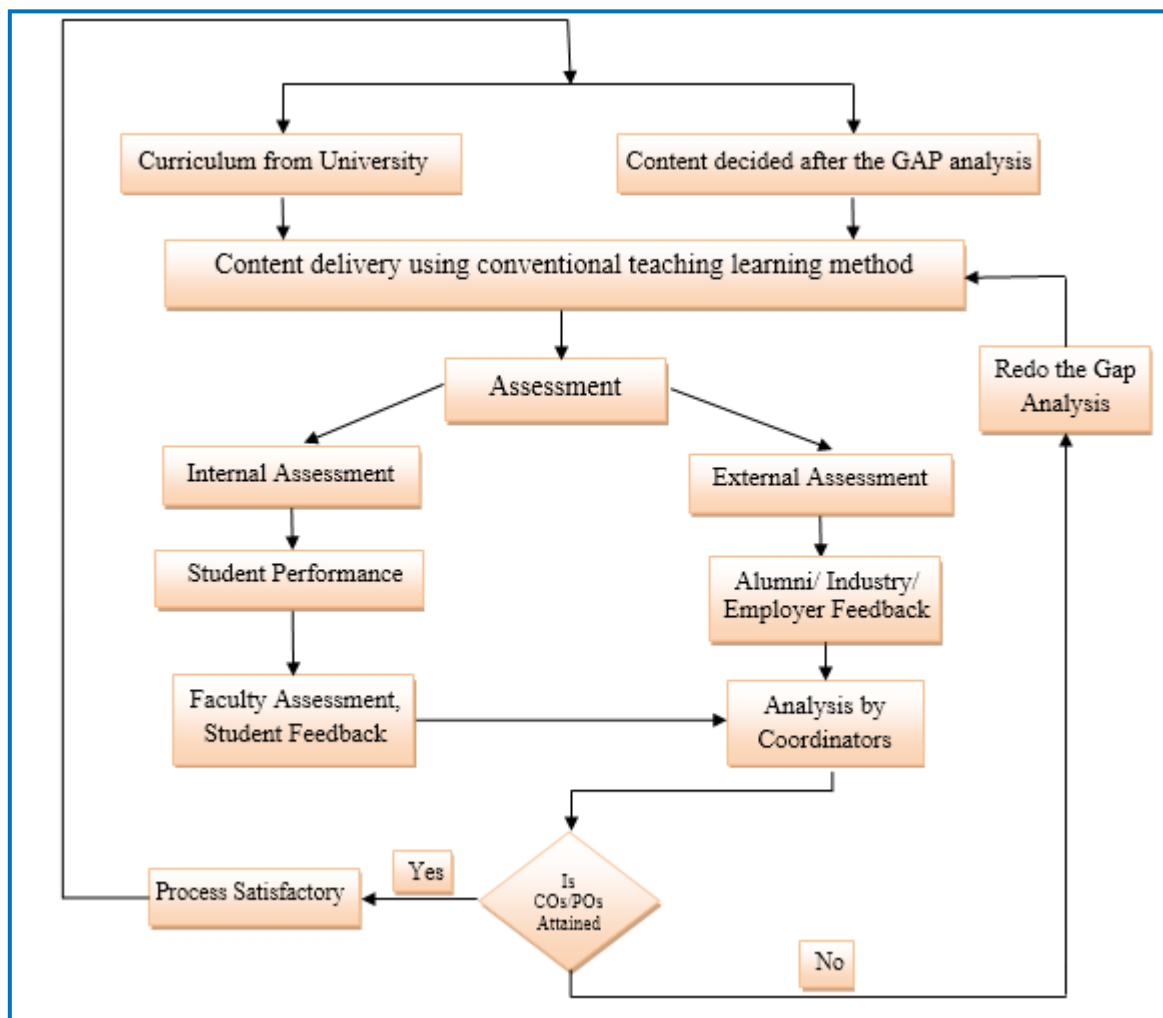 Curriculum from University
Content decided after the GAP analysis
Content delivery using conventional teaching learning method
Redo the Gap
Analysis
Assessment
Internal Assessment
External Assessment
Student Performance
Alumni/ Industry/
Employer Feedback
Faculty Assessment,
Student Feedback
Analysis by
Coordinators
Is
COs/POs
Attained
Yes
Process Satisfactory
No